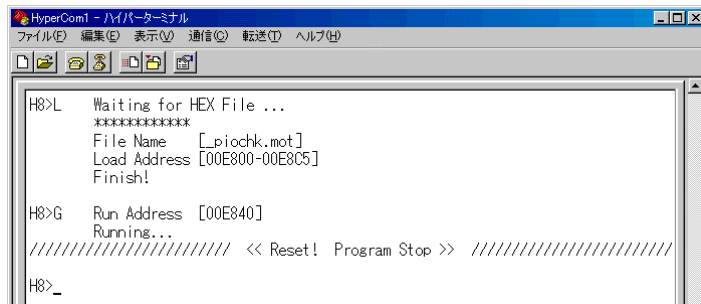 HyperCom1 - ハイパーターミナル
ファイル(F) 編集(E) 表示(V) 通信(C) 転送(T) ヘルプ(H)
H8>L Waiting for HEX File ...
************
File Name [_piochk.mot]
Load Address [00E800-00E8C5]
Finish!
H8>G Run Address [00E840]
Running...
///////////////////////// << Reset! Program Stop >> /////////////////////////
H8>_